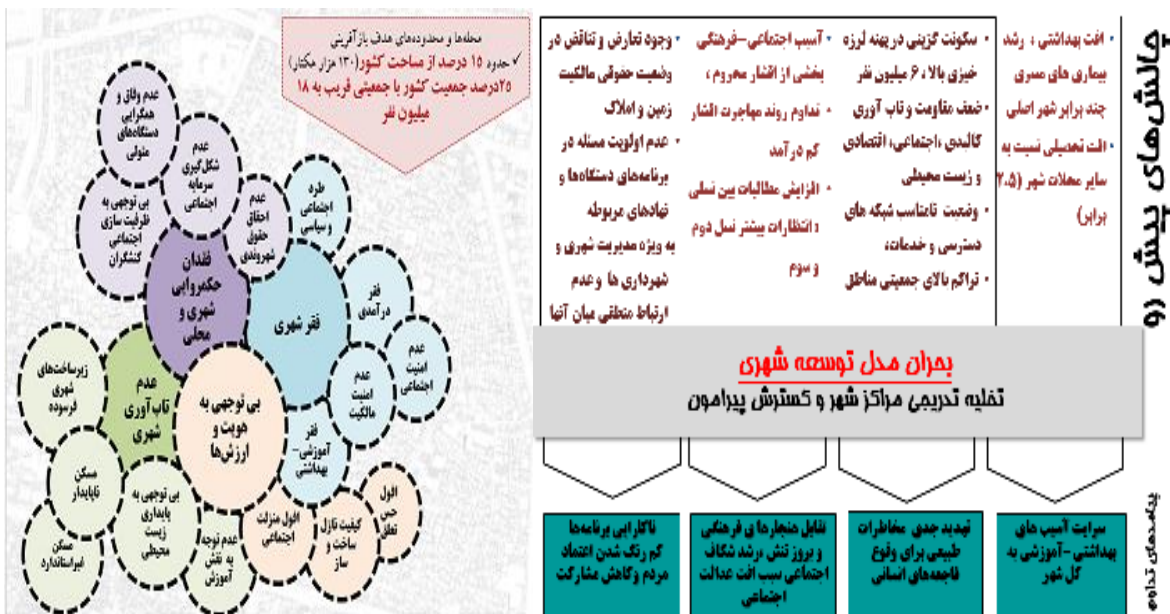 چالش‌های پیش رو
افت بهداشتی ، رشد
بیماری های مسری
چند برابر شهر اصلی
افت تحصیلی نسبت به
سایر محلات شهر (۲.۵
برابر)
سکونت گزینی در پهنه لرزه
خیزی بالا، ۶ میلیون نفر
ضعف مقاومت و تاب آوری
کالبدی ،اجتماعی، اقتصادی
و زیست محیطی
وضعیت نامتناسب شبکه های
دسترسی و خدمات،
تراکم بالای جمعیتی مناطق
آسیب اجتماعی-فرهنگی
بخشی از اقشار محروم ،
تداوم روند مهاجرت اقشار
کم درآمد
افزایش مطالبات بین نسلی
: انتظارات بیشتر نسل دوم
و سوم
وجود تعارض و تناقض در
وضعیت حقوقی مالکیت
زمین و املاک
عدم اولویت مسئله در
برنامه‌های دستگاه‌ها و
نهادهای مربوطه
به ویژه مدیریت شهری و
شهرداری ها و عدم
ارتباط منطقی میان آنها
بحران مدل توسعه شهری
تخلیه تدریجی مراکز شهر و گسترش پیرامون
پیامدهای تداوم
سرایت آسیب های
بهداشتی -آموزشی به
کل شهر
تهدید جدی مخاطرات
طبیعی برای وقوع
فاجعه‌های انسانی
تقابل هنجارهای فرهنگی
و بروز تنش ،رشد شکاف
اجتماعی سبب افت عدالت
اجتماعی
ناکارایی برنامه‌ها
کم رنگ شدن اعتماد
مردم وکاهش مشارکت
محله‌ها و محدوده‌های هدف بازآفرینی
✓ حدود ۱۵ درصد از مساحت کشور (۱۳۰ هزار هکتار)
۲۵درصد جمعیت کشور با جمعیتی قریب به ۱۸
میلیون نفر
عدم وفاق و
همگرایی
دستگاه‌های
متولی
عدم
شکل‌گیری
سرمایه
اجتماعی
بی توجهی به
ظرفیت سازی
اجتماعی
کنشگران
عدم
احقاق
حقوق
شهروندی
طرد
اجتماعی
و سیاسی
فقدان
حکمروایی
شهری و
محلی
فقر شهری
فقر
درآمدی
عدم
امنیت
اجتماعی
عدم
امنیت
مالکیت
فقر
آموزشی-
بهداشتی
زیرساخت‌های
شهری
فرسوده
عدم
تاب‌آوری
شهری
بی توجهی به
هویت و
ارزش‌ها
مسکن
ناپایدار
مسکن
غیراستاندارد
بی توجهی به
پایداری
زیست
محیطی
عدم توجه
به نقش
آموزش
افول منزلت
اجتماعی
کیفیت نازل
ساخت و
ساز
افول
حس
تعلق